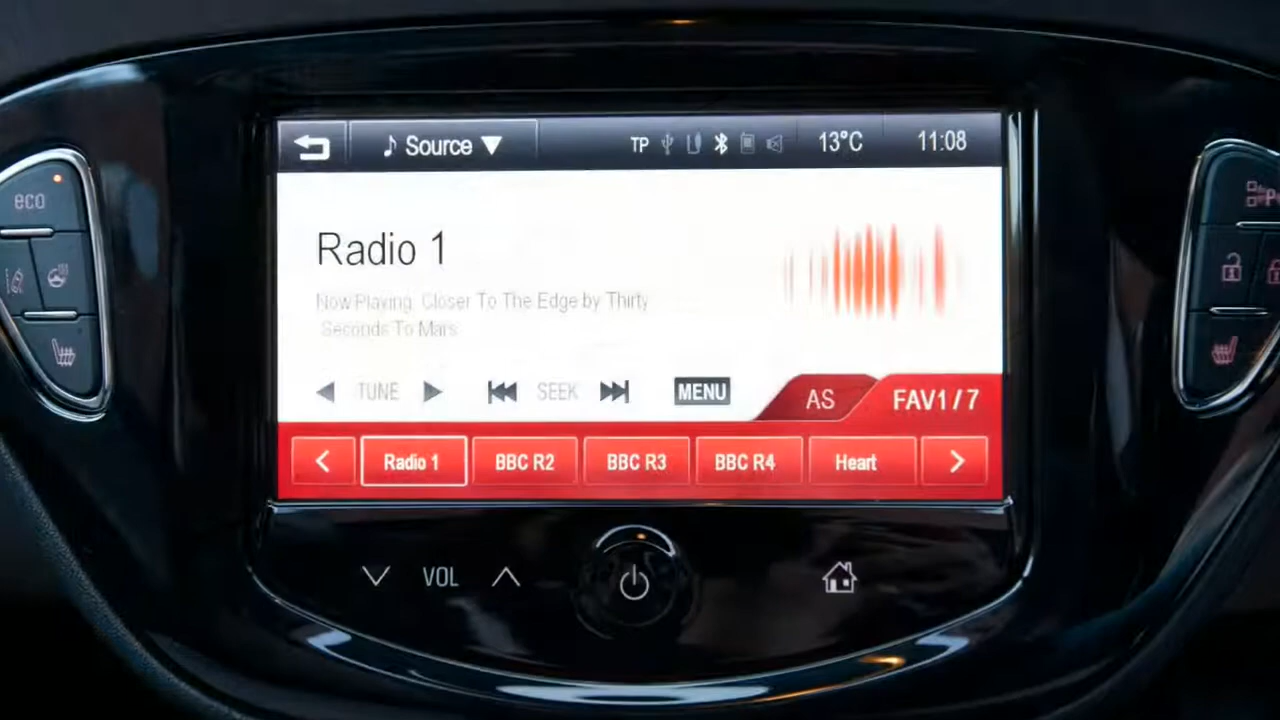 Source
TP
13°C
11:08
eco
Radio 1
Now Playing: Closer To The Edge by Thirty
Seconds To Mars
TUNE
SEEK
MENU
AS
FAV1/7
Radio 1
BBC R2
BBC R3
BBC R4
Heart
VOL